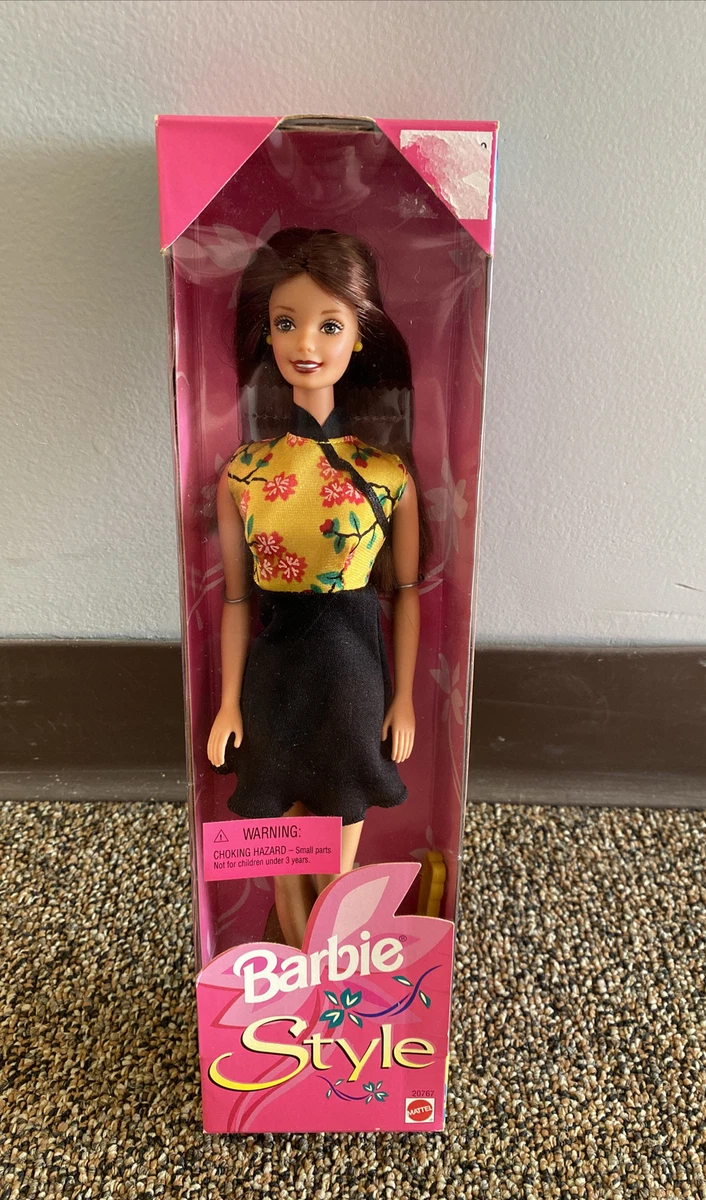 WARNING:
CHOKING HAZARD – Small parts
Not for children under 3 years.
Barbie®
Style
20767
MATTEL